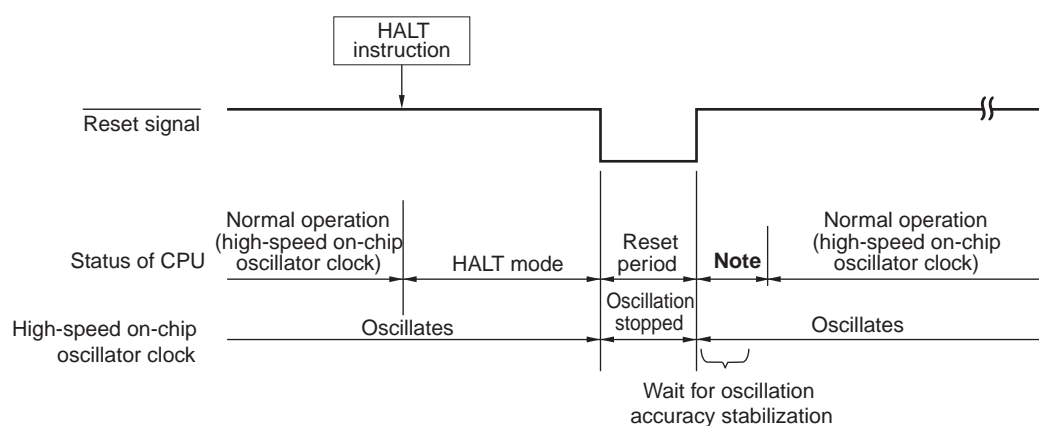 HALT
instruction
Reset signal
Normal operation
(high-speed on-chip
oscillator clock)
Status of CPU
HALT mode
Reset
period
Note
Normal operation
(high-speed on-chip
oscillator clock)
High-speed on-chip
oscillator clock
Oscillates
Oscillation
stopped
Oscillates
Wait for oscillation
accuracy stabilization